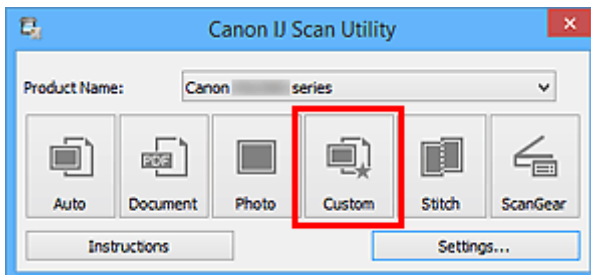 Canon IJ Scan Utility
Product Name: Canon series
PDF
Auto Document Photo Custom Stitch ScanGear
Instructions Settings...